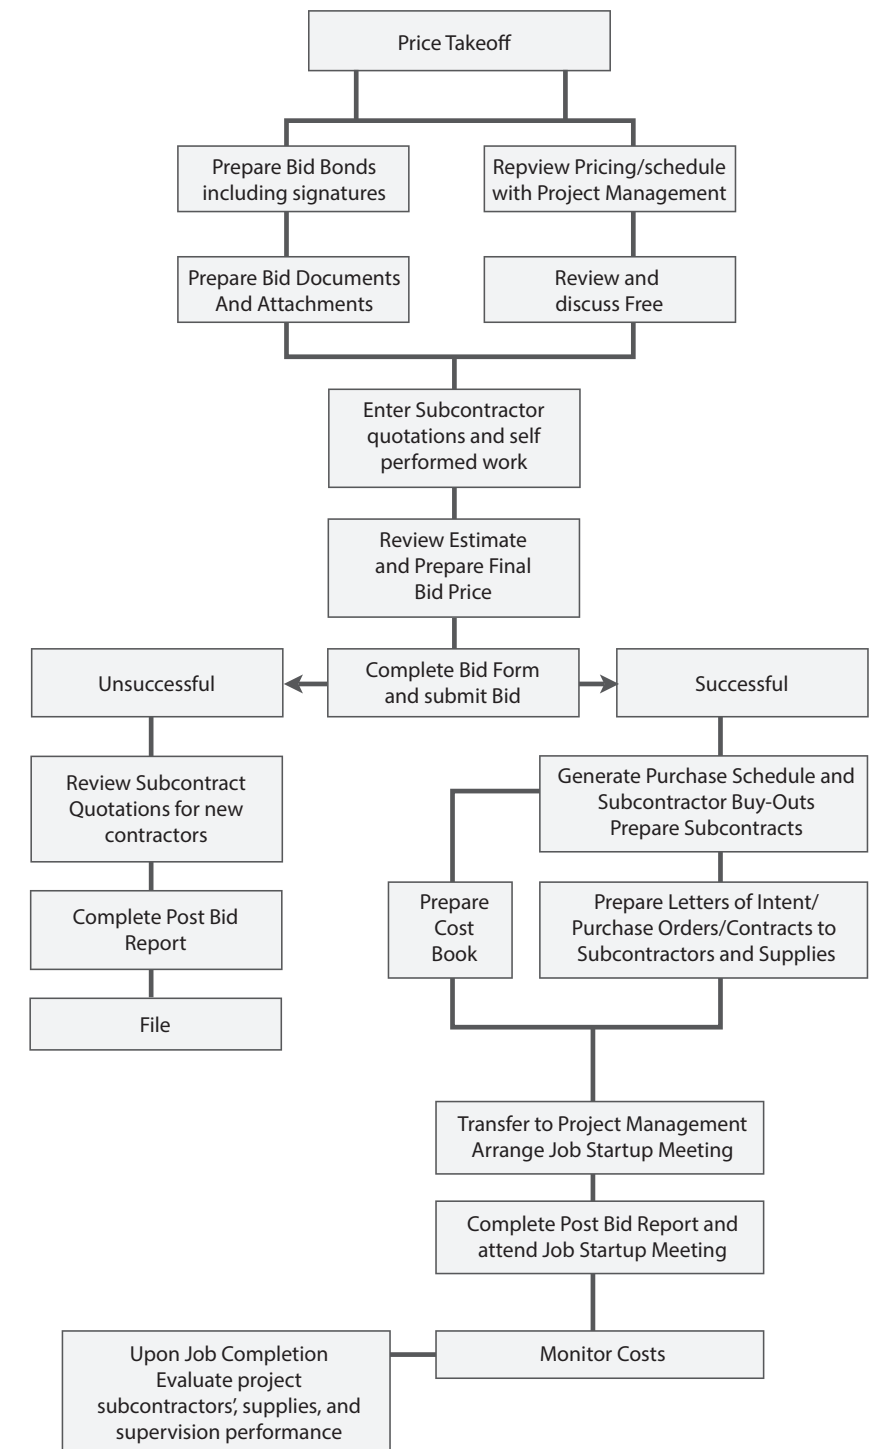 Price Takeoff
Prepare Bid Bonds
including signatures
Repview Pricing/schedule
with Project Management
Prepare Bid Documents
And Attachments
Review and
discuss Free
Enter Subcontractor
quotations and self
performed work
Review Estimate
and Prepare Final
Bid Price
Unsuccessful
Complete Bid Form
and submit Bid
Successful
Review Subcontract
Quotations for new
contractors
Generate Purchase Schedule and
Subcontractor Buy-Outs
Prepare Subcontracts
Complete Post Bid
Report
Prepare
Cost
Book
Prepare Letters of Intent/
Purchase Orders/Contracts to
Subcontractors and Supplies
File
Transfer to Project Management
Arrange Job Startup Meeting
Complete Post Bid Report and
attend Job Startup Meeting
Upon Job Completion
Evaluate project
subcontractors’, supplies, and
supervision performance
Monitor Costs